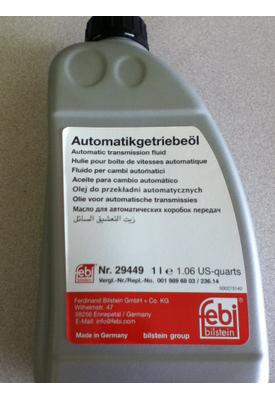 Automatikgetriebeöl
Automatic transmission fluid
Huile pour boîte de vitesses automatique
Fluido per cambi automatici
Aceite para cambio automático
Olej do przekładni automatycznych
Olie voor automatische transmissies
Масло для автоматических коробок передач
زيت التعشيق السائل
febi
bilstein
Nr. 29449 1 l e 1.06 US-quarts
Vergl.-Nr./Repl.-No. 001 989 68 03 / 236.14
Ferdinand Bilstein GmbH + Co. KG
Wilhelmstr. 47
58256 Ennepetal / Germany
E-Mail: info@febi.com
Made in Germany
bilstein group
febi
bilstein